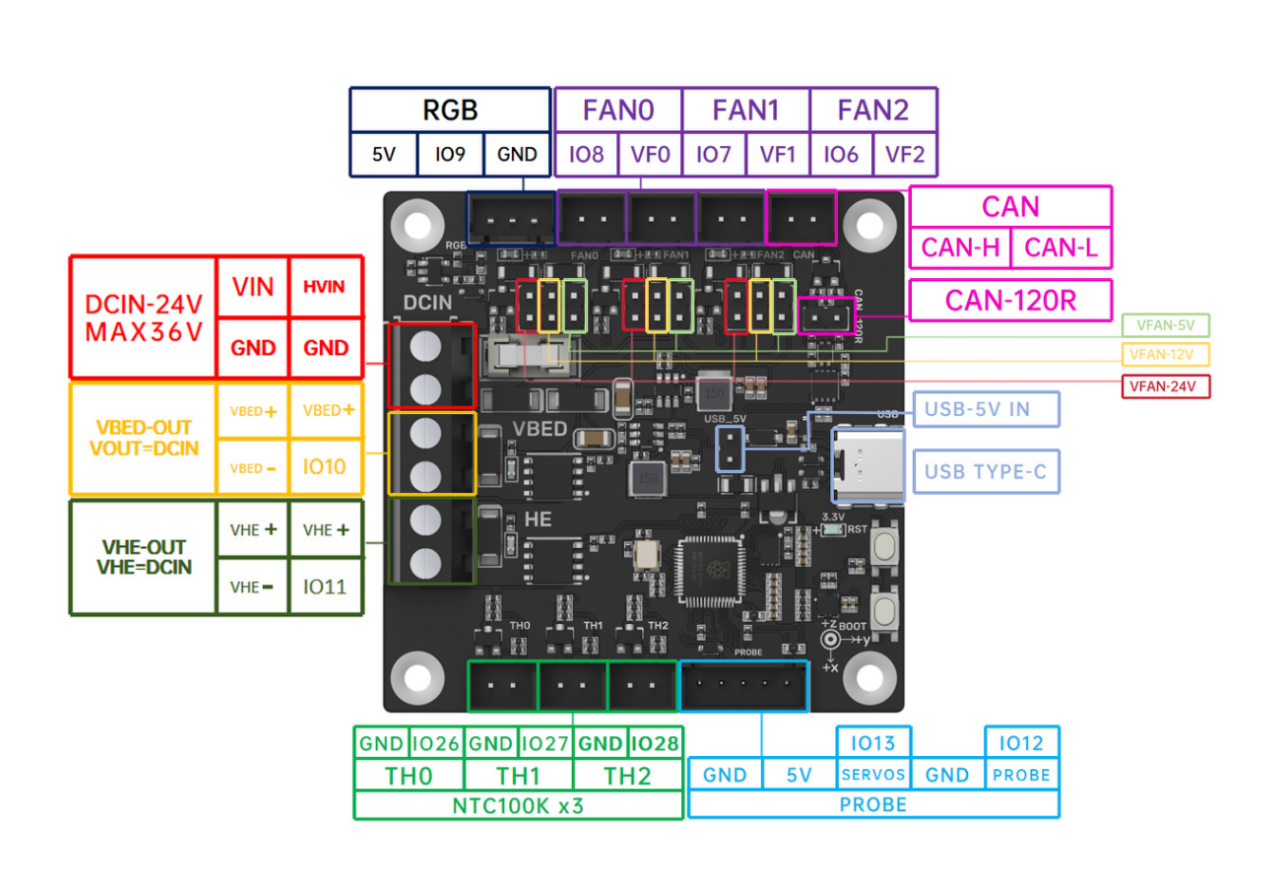 RGB
5V IO9 GND
FAN0 FAN1 FAN2
IO8 VF0 IO7 VF1 IO6 VF2
CAN
CAN-H CAN-L
CAN-120R
VFAN-5V
VFAN-12V
VFAN-24V
USB-5V IN
USB TYPE-C
DCIN-24V
MAX36V
VIN HVIN
GND GND
VBED-OUT
VOUT=DCIN
VBED+ VBED+
VBED- IO10
VHE-OUT
VHE=DCIN
VHE+ VHE+
VHE- IO11
RGB
FAN0
FAN1
FAN2
CAN
CAN_120R
DCIN
150
USB_5V
USB
VBED
150
HE
3.3V
RST
TH0
TH1
TH2
PROBE
+Z
BOOT
+y
+x
GND IO26 GND IO27 GND IO28
TH0 TH1 TH2
NTC100K x3
IO13 IO12
GND 5V SERVOS GND PROBE
PROBE